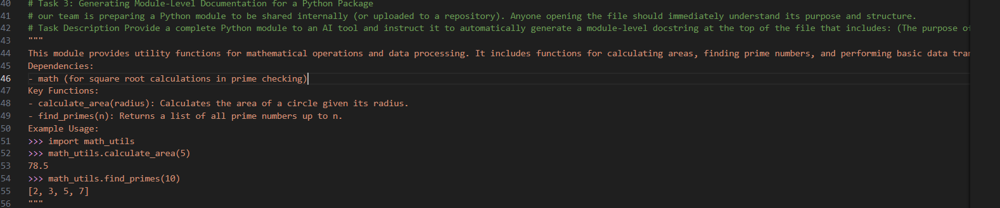 40 # Task 3: Generating Module-Level Documentation for a Python Package
41 # our team is preparing a Python module to be shared internally (or uploaded to a repository). Anyone opening the file should immediately understand its purpose and structure.
42 # Task Description Provide a complete Python module to an AI tool and instruct it to automatically generate a module-level docstring at the top of the file that includes: (The purpose
43 """
44 This module provides utility functions for mathematical operations and data processing. It includes functions for calculating areas, finding prime numbers, and performing basic data
45 Dependencies:
46 - math (for square root calculations in prime checking)
47 Key Functions:
48 - calculate_area(radius): Calculates the area of a circle given its radius.
49 - find_primes(n): Returns a list of all prime numbers up to n.
50 Example Usage:
51 >>> import math_utils
52 >>> math_utils.calculate_area(5)
53 78.5
54 >>> math_utils.find_primes(10)
55 [2, 3, 5, 7]
56 """